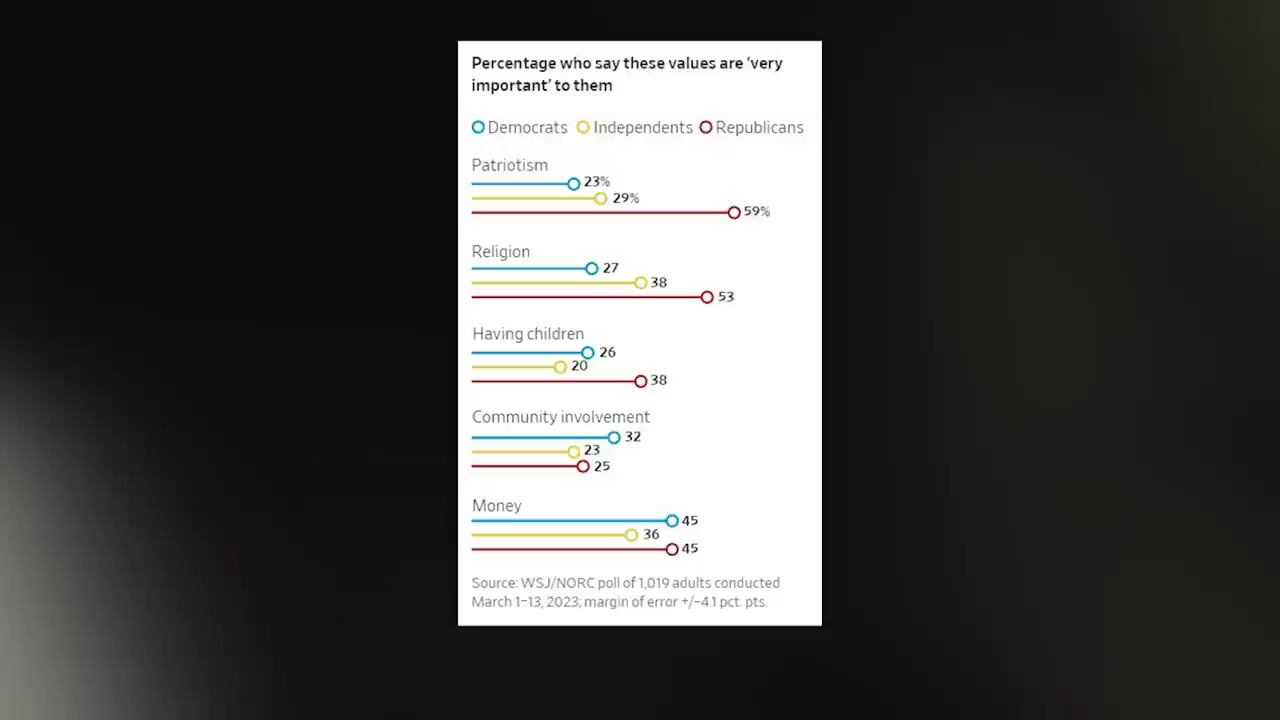 Percentage who say these values are ‘very
important’ to them
Democrats Independents Republicans
Patriotism
23%
29%
59%
Religion
27
38
53
Having children
26
20
38
Community involvement
32
23
25
Money
45
36
45
Source: WSJ/NORC poll of 1,019 adults conducted
March 1–13, 2023; margin of error +/–4.1 pct. pts.